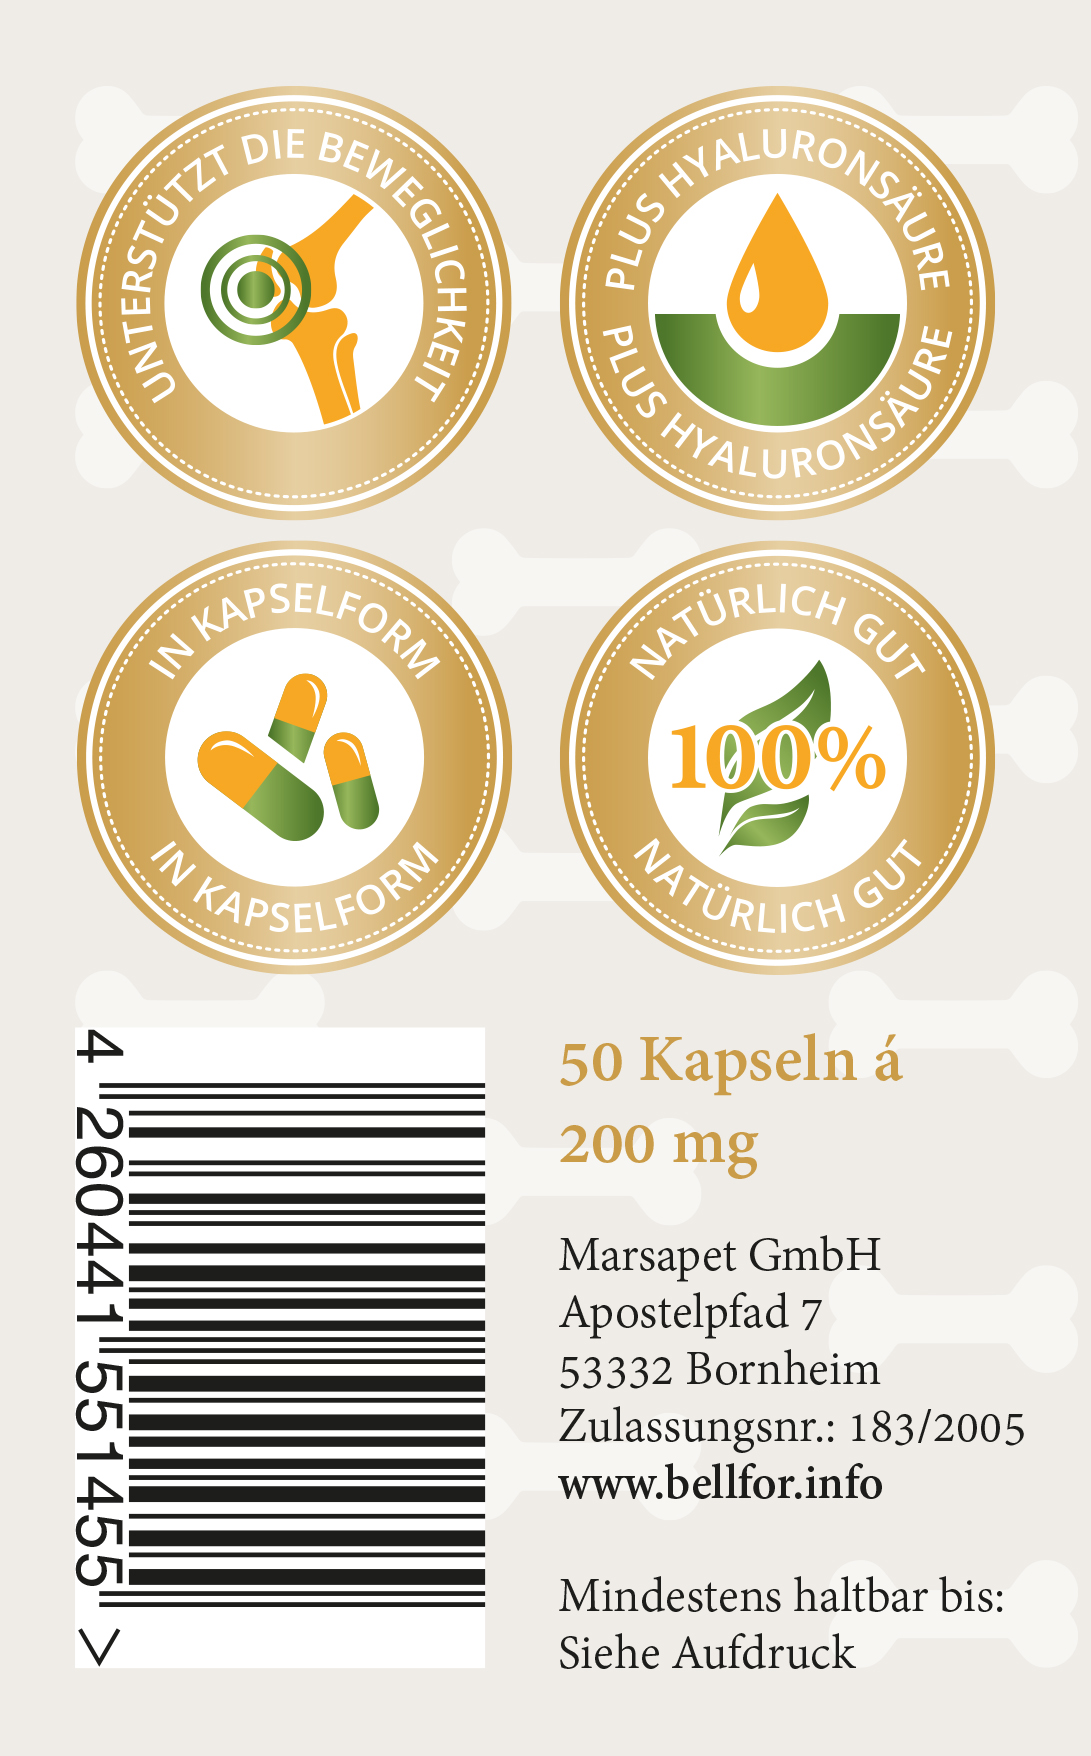 UNTERSTÜTZT DIE BEWEGLICHKEIT
PLUS HYALURONSÄURE
PLUS HYALURONSÄURE
IN KAPSELFORM
IN KAPSELFORM
NATÜRLICH GUT
100%
NATÜRLICH GUT
4 260441 551455 >
50 Kapseln á
200 mg
Marsapet GmbH
Apostelpfad 7
53332 Bornheim
Zulassungsnr.: 183/2005
www.bellfor.info
Mindestens haltbar bis:
Siehe Aufdruck